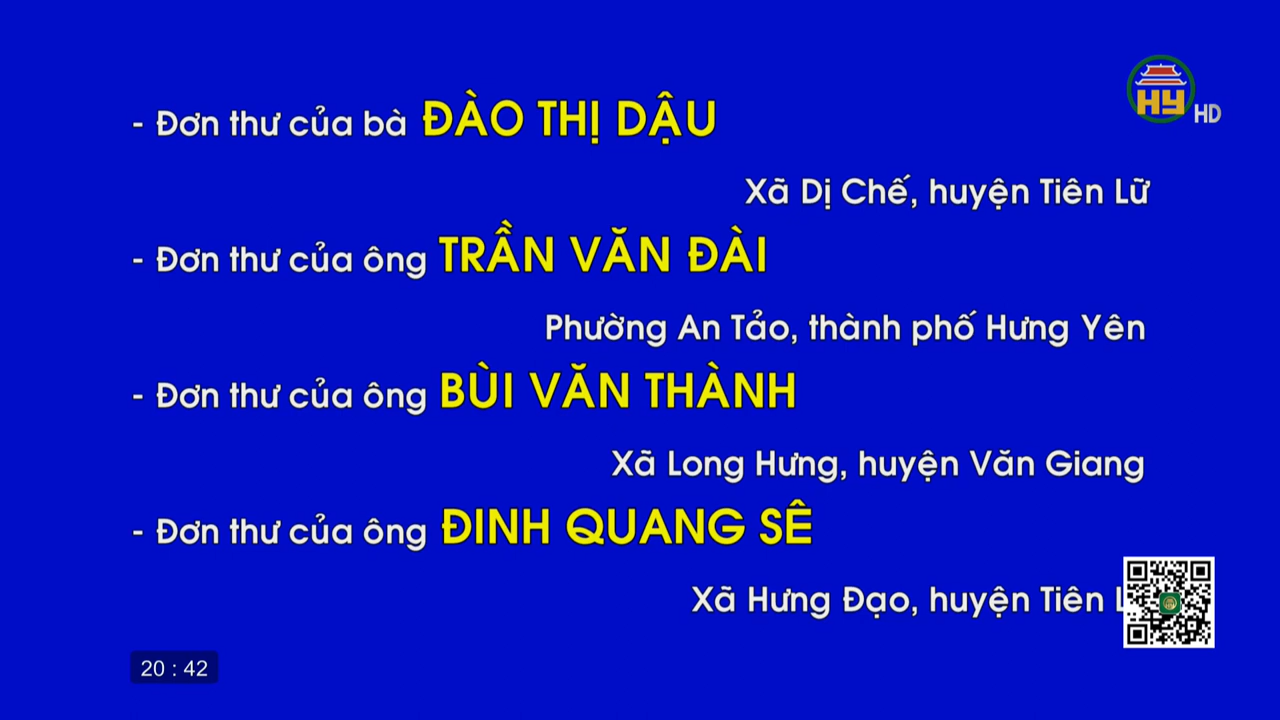 - Đơn thư của bà ĐÀO THỊ DẬU
Xã Dị Chế, huyện Tiên Lữ
- Đơn thư của ông TRẦN VĂN ĐÀI
Phường An Tảo, thành phố Hưng Yên
- Đơn thư của ông BÙI VĂN THÀNH
Xã Long Hưng, huyện Văn Giang
- Đơn thư của ông ĐINH QUANG SÊ
Xã Hưng Đạo, huyện Tiên
HY HD
20 : 42